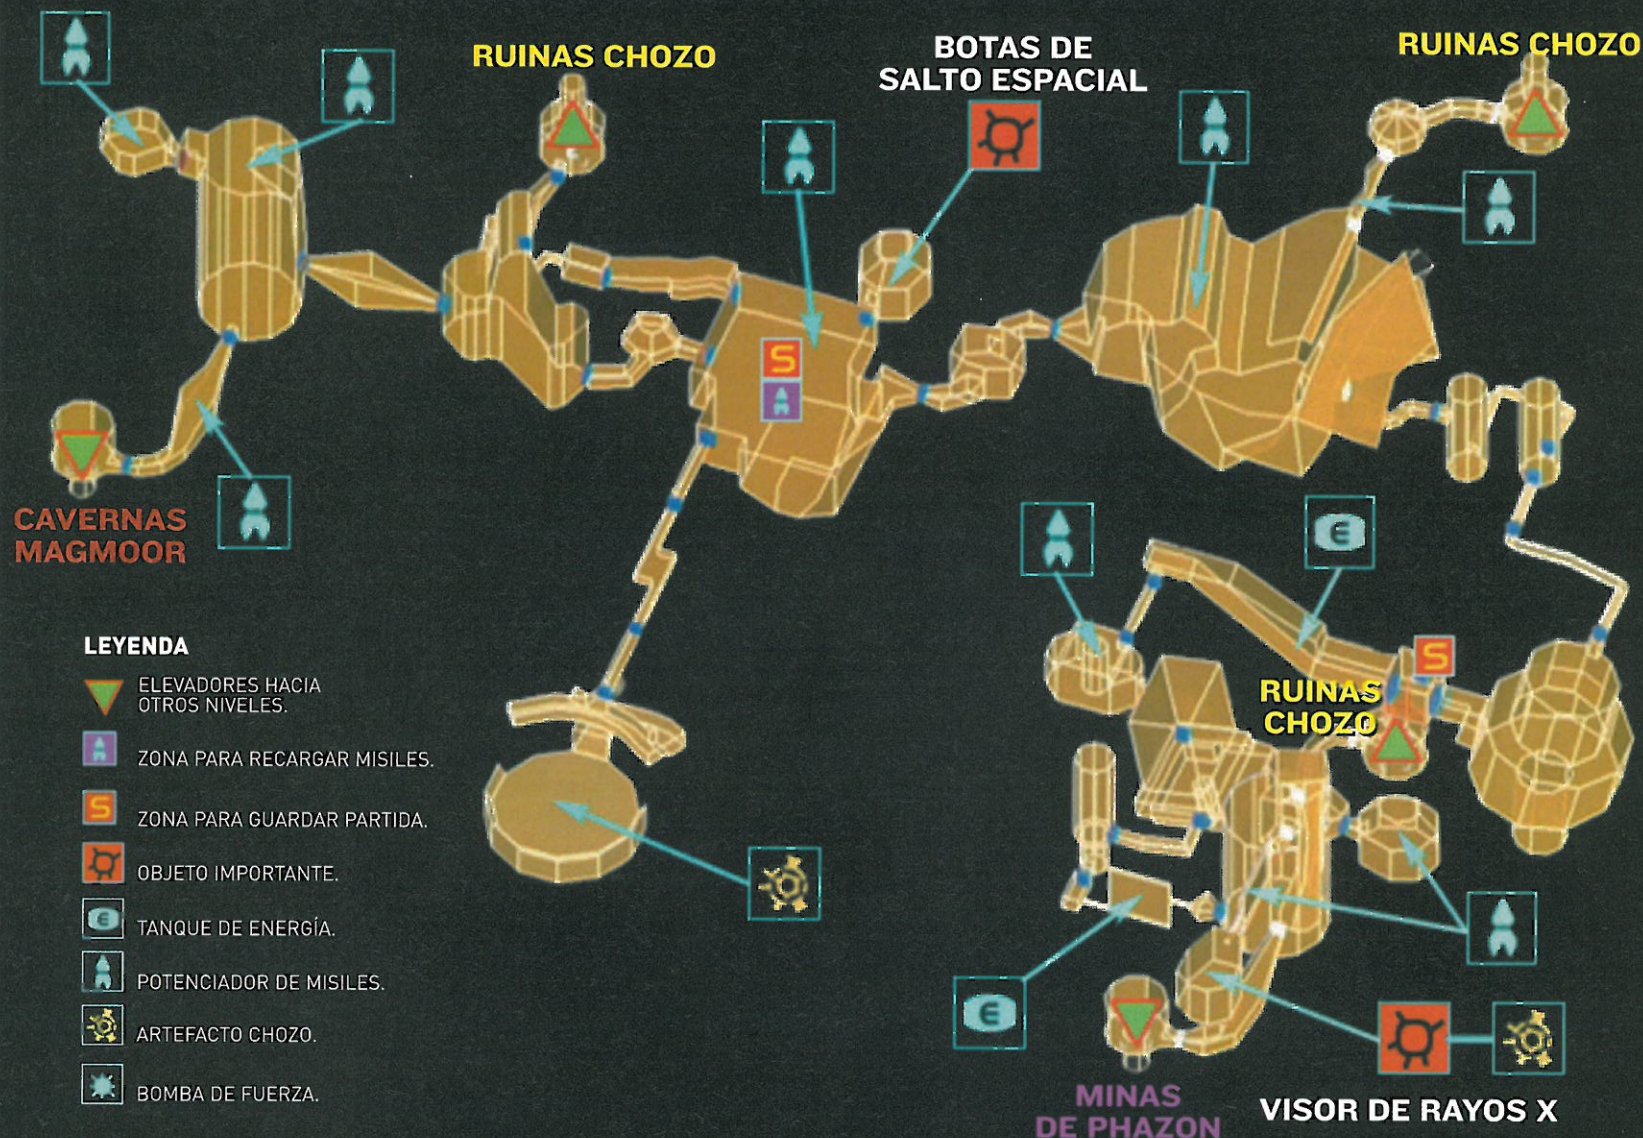 RUINAS CHOZO
BOTAS DE
SALTO ESPACIAL
RUINAS CHOZO
S
CAVERNAS
MAGMOOR
LEYENDA
ELEVADORES HACIA
OTROS NIVELES.
ZONA PARA RECARGAR MISILES.
S
ZONA PARA GUARDAR PARTIDA.
OBJETO IMPORTANTE.
E
TANQUE DE ENERGÍA.
POTENCIADOR DE MISILES.
ARTEFACTO CHOZO.
BOMBA DE FUERZA.
E
S
RUINAS
CHOZO
E
MINAS
DE PHAZON
VISOR DE RAYOS X